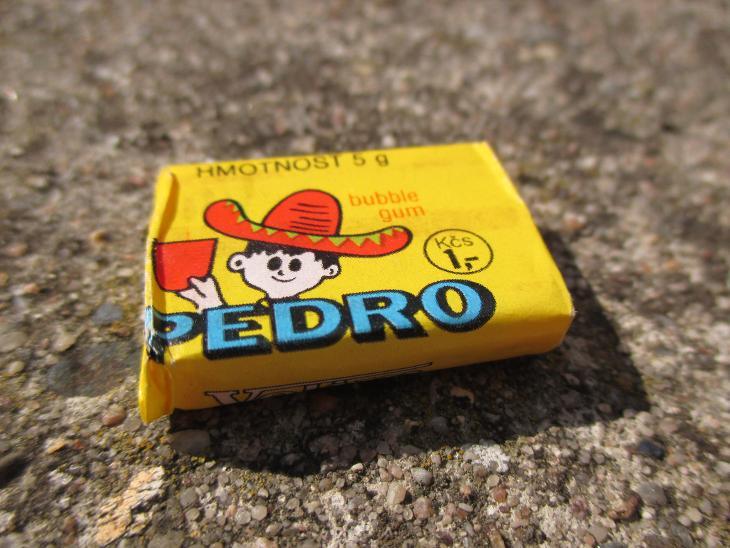 HMOTNOST 5 g
bubble
gum
Kčs
1,-
PEDRO